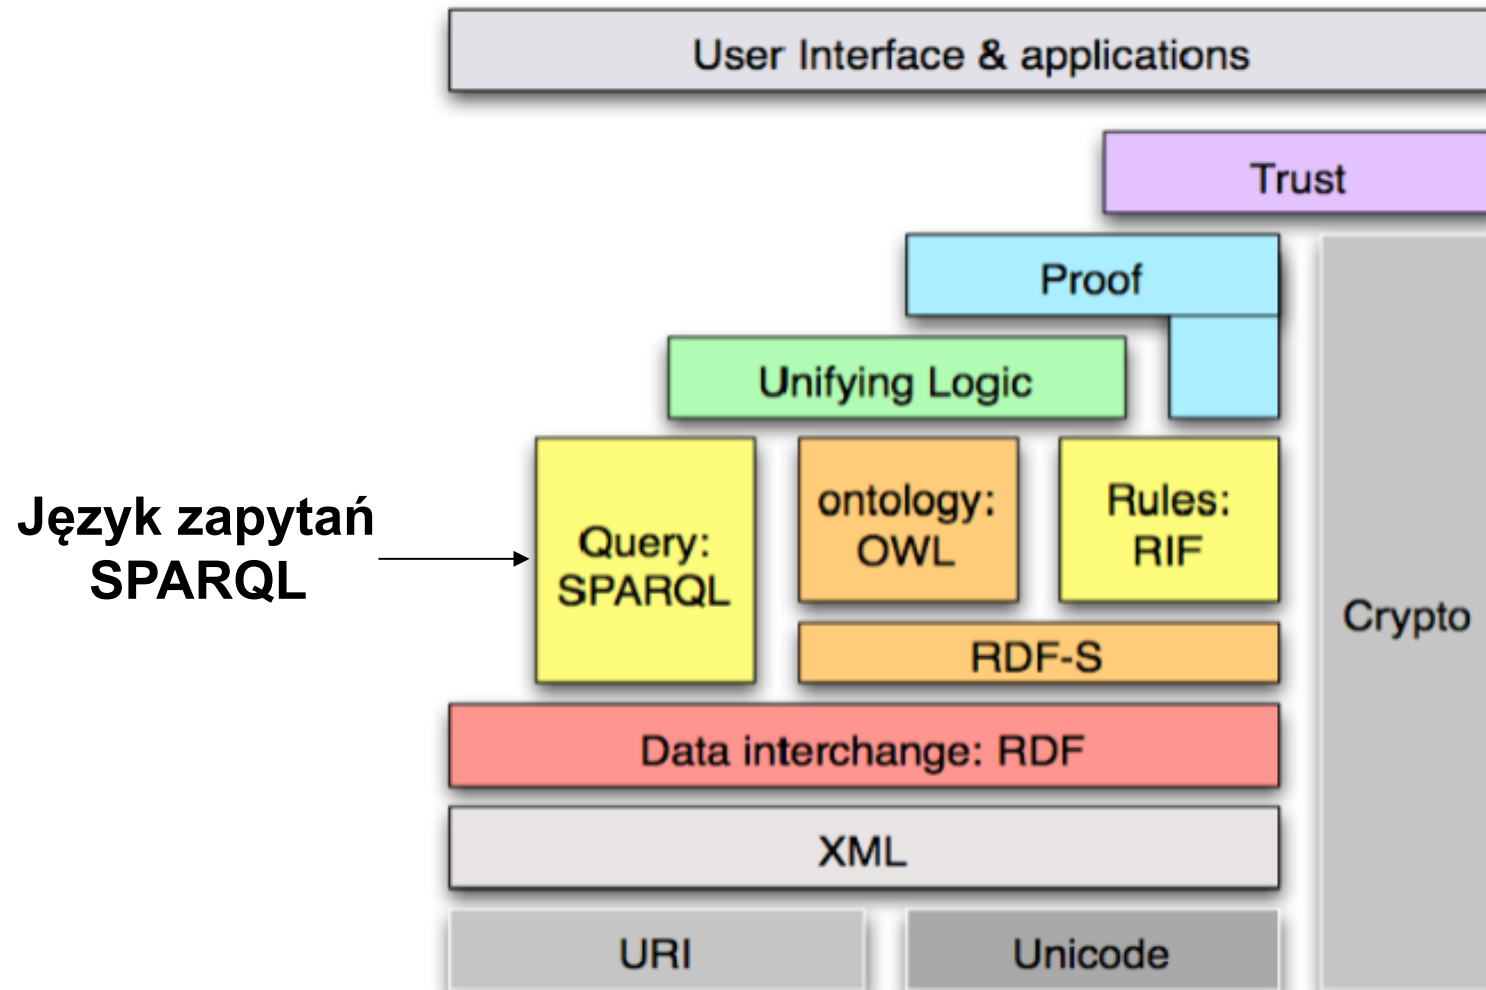 User Interface & applications
Trust
Proof
Unifying Logic
Język zapytań
SPARQL
Query:
SPARQL
ontology:
OWL
Rules:
RIF
Crypto
RDF-S
Data interchange: RDF
XML
URI
Unicode